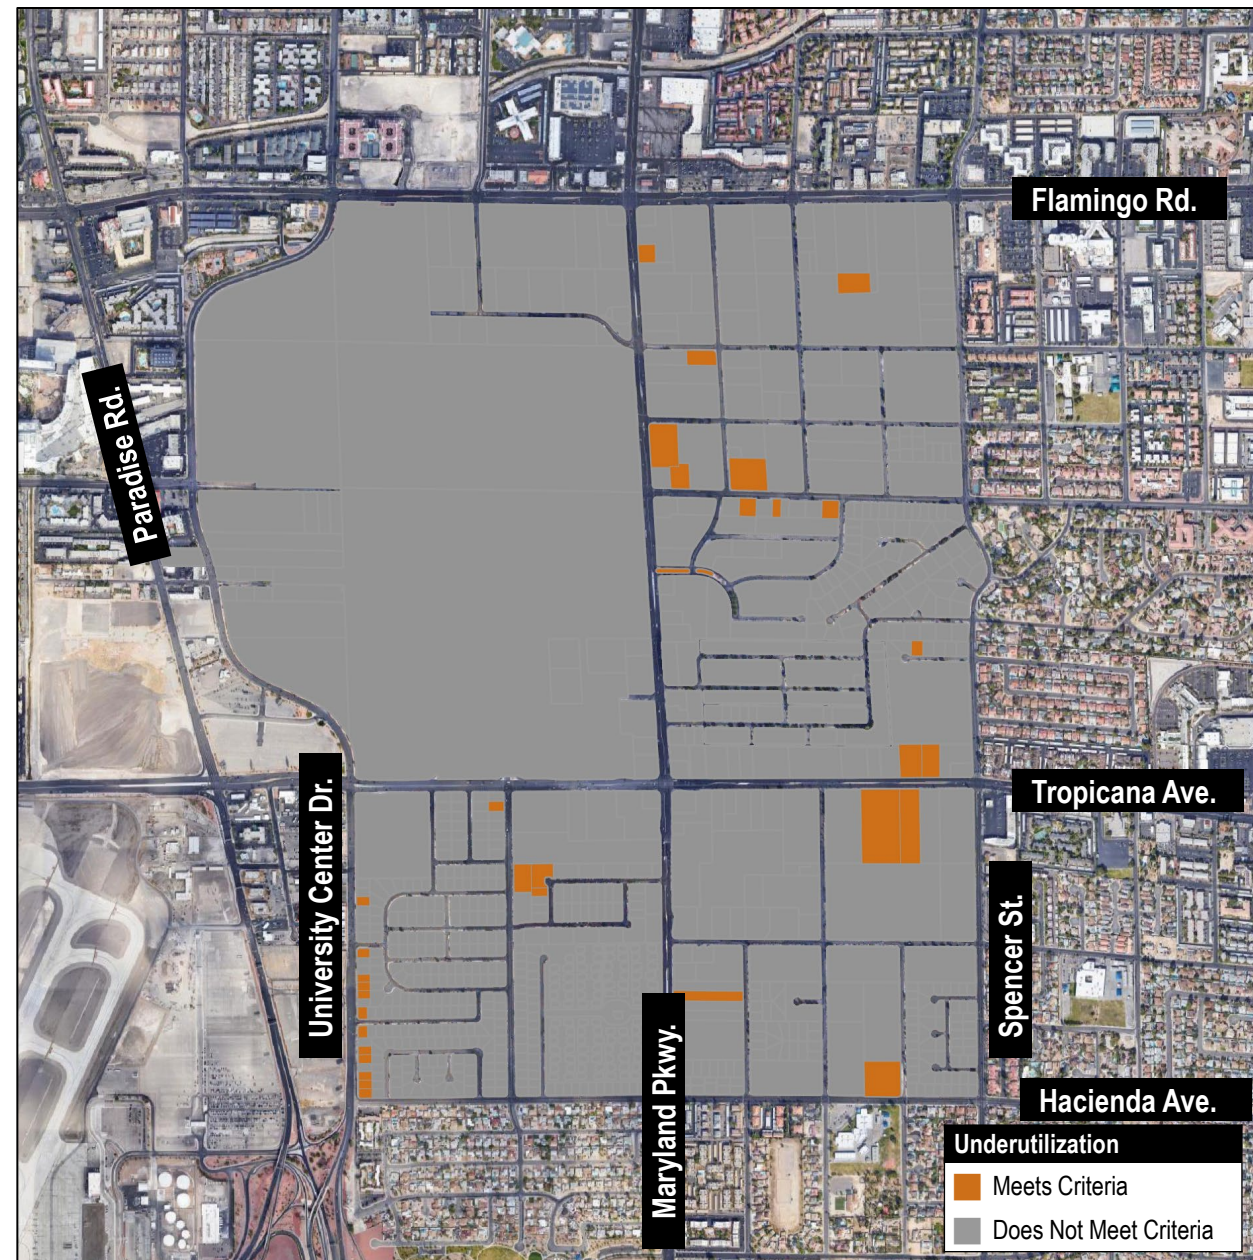 Flamingo Rd.
Paradise Rd.
Tropicana Ave.
University Center Dr.
Spencer St.
Maryland Pkwy.
Hacienda Ave.
Underutilization
Meets Criteria
Does Not Meet Criteria